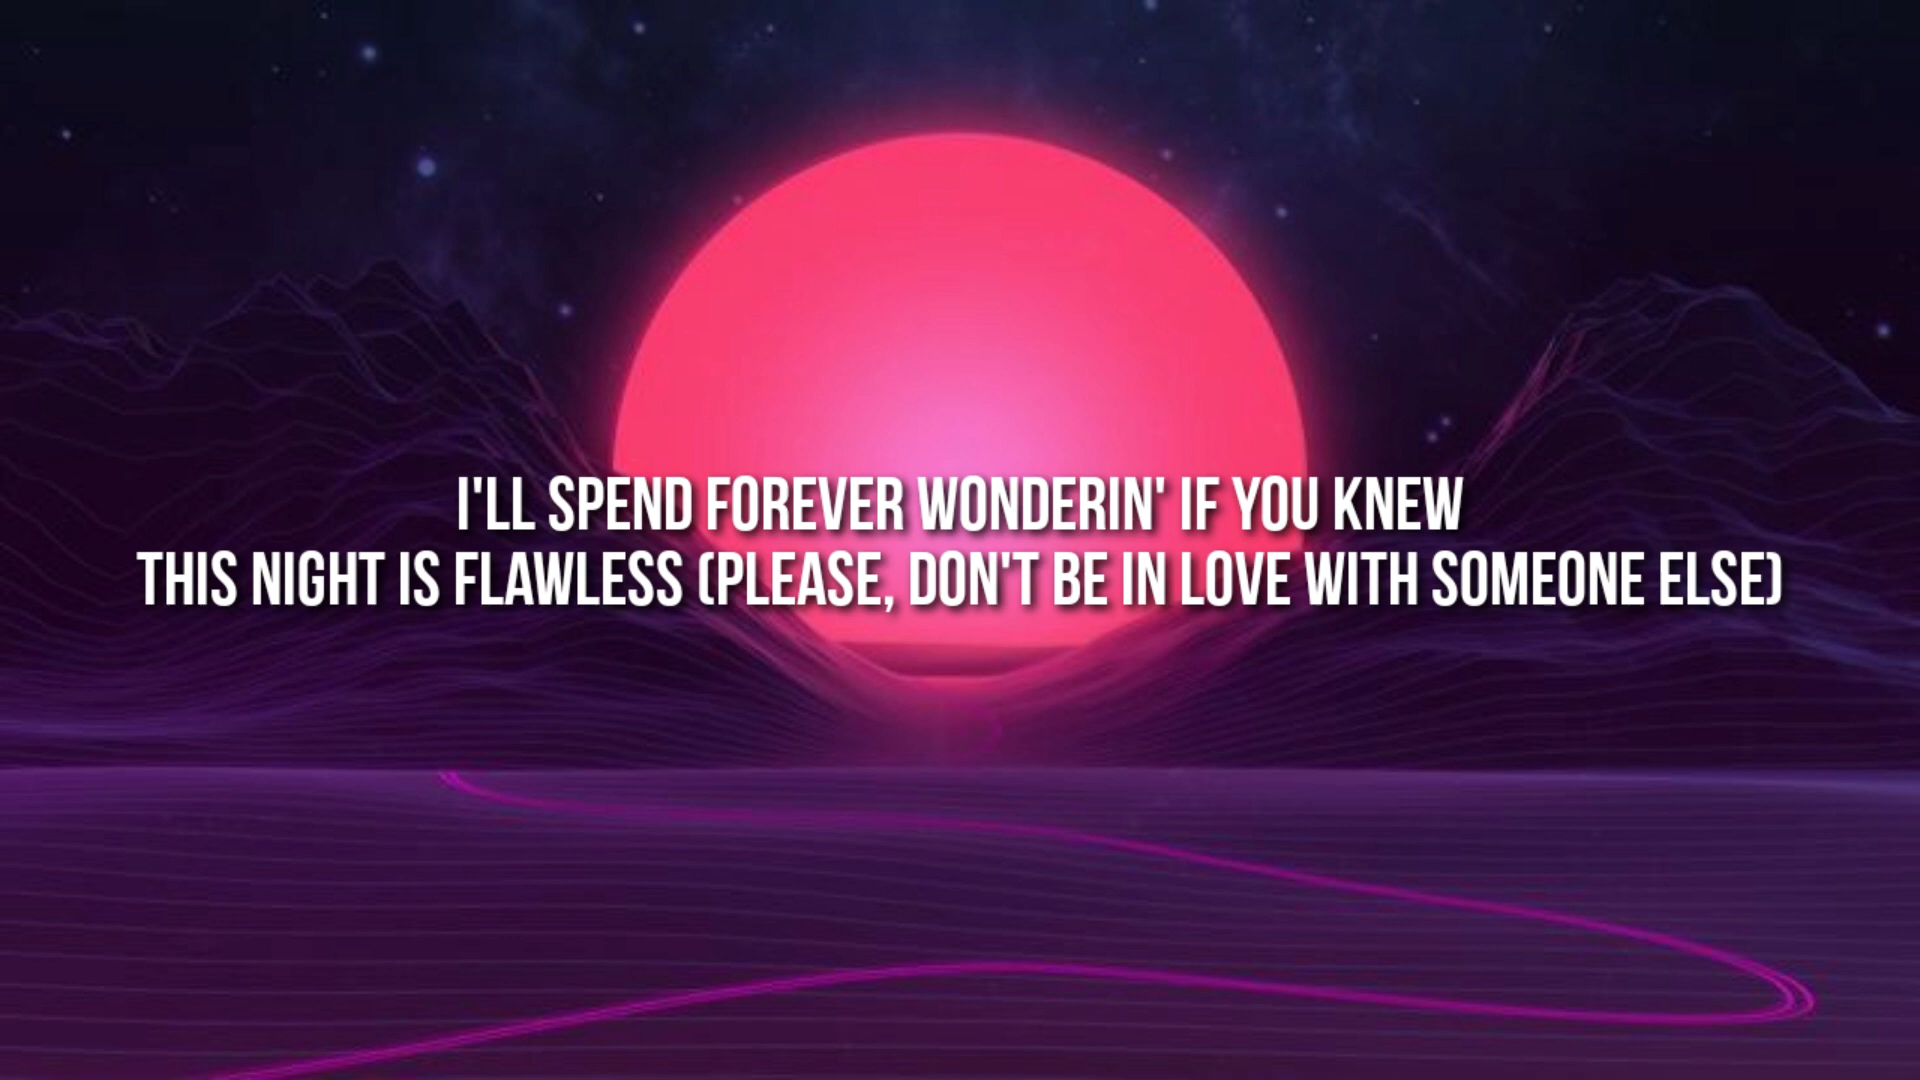 I'LL SPEND FOREVER WONDERIN' IF YOU KNEW
THIS NIGHT IS FLAWLESS (PLEASE, DON'T BE IN LOVE WITH SOMEONE ELSE)